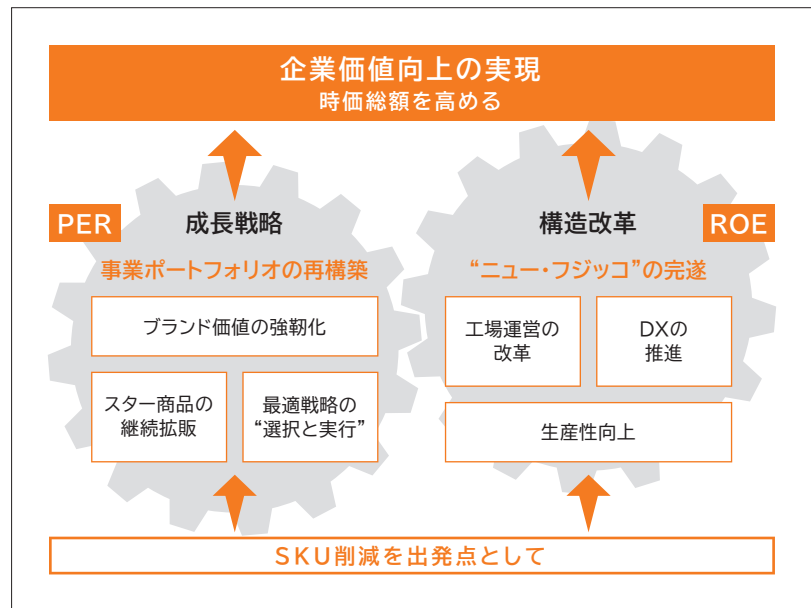 企業価値向上の実現
時価総額を高める
PER
成長戦略
事業ポートフォリオの再構築
ブランド価値の強靭化
スター商品の
継続拡販
最適戦略の
“選択と実行”
構造改革
ROE
“ニュー・フジッコ”の完遂
工場運営の
改革
DXの
推進
生産性向上
SKU削減を出発点として